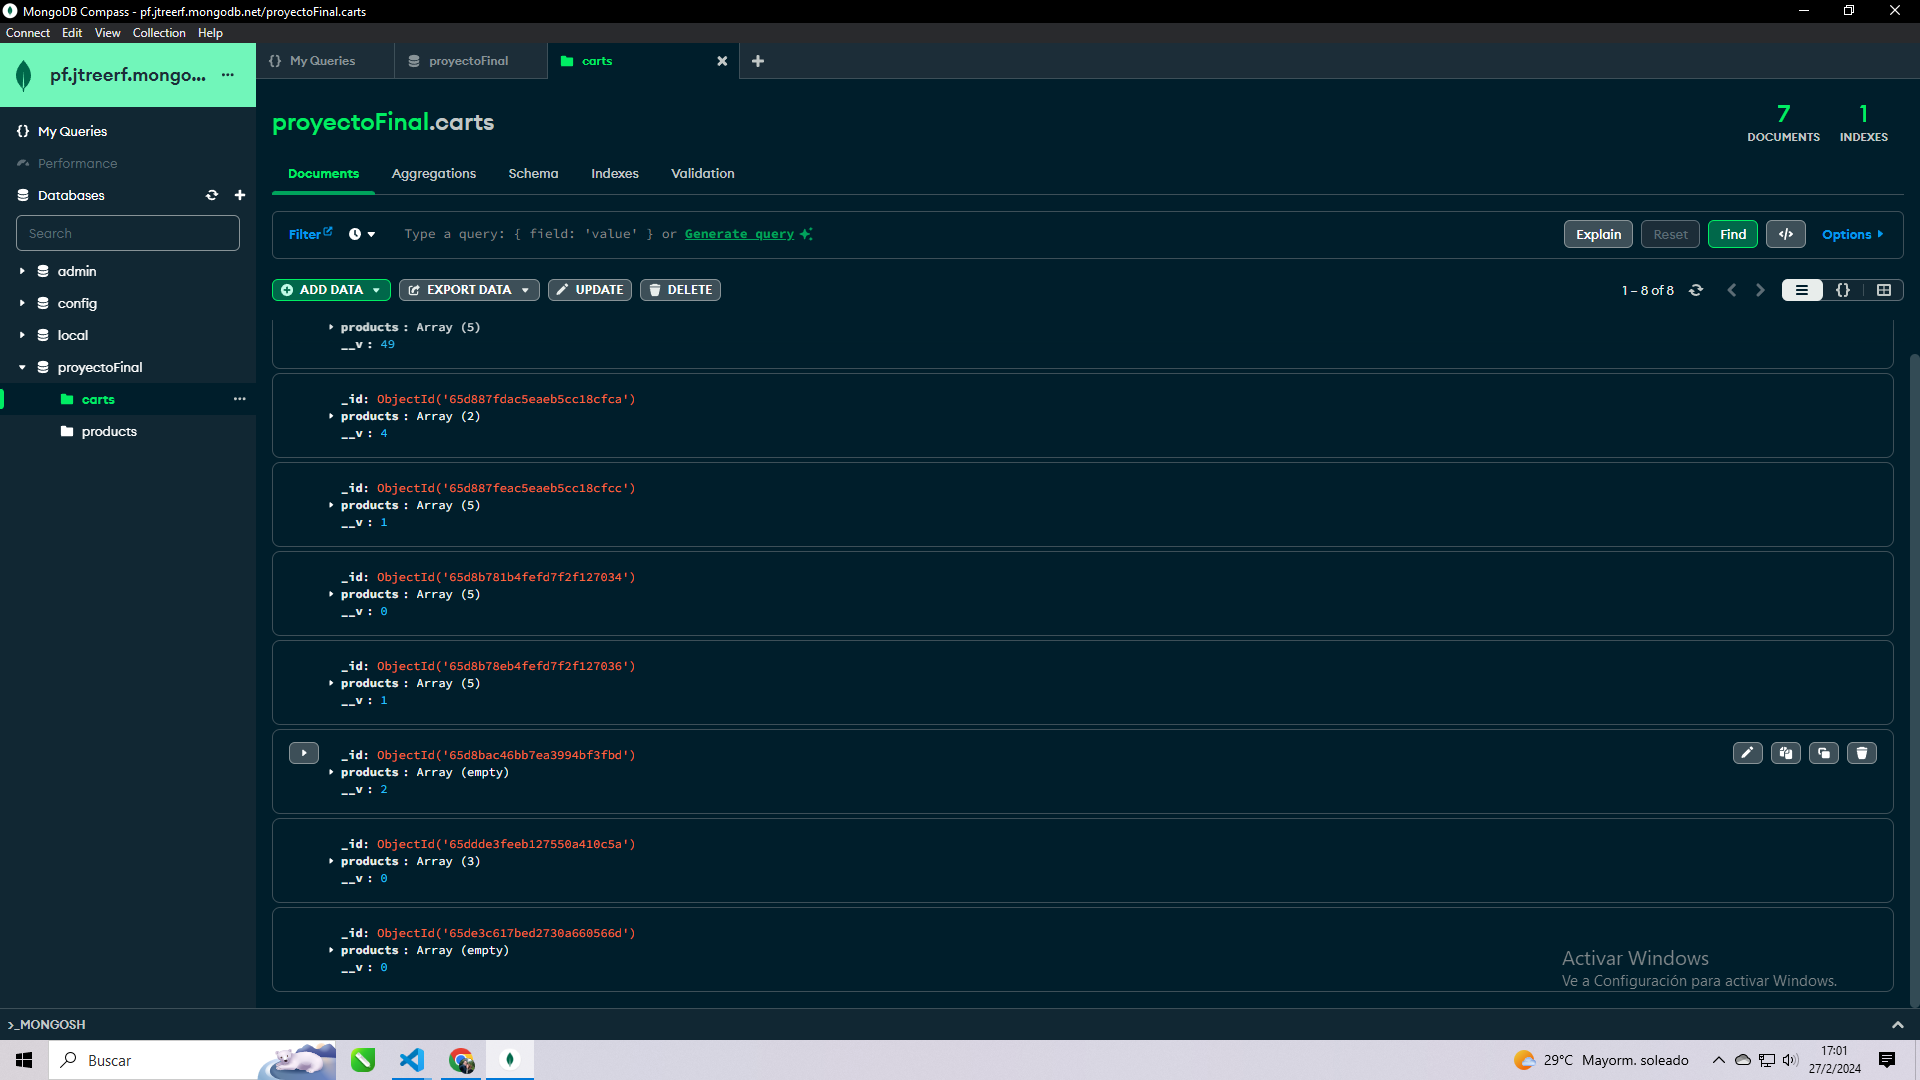 MongoDB Compass - pf.jtreerf.mongodb.net/proyectoFinal.carts
Connect Edit View Collection Help
pf.jtreerf.mongo... ···
{} My Queries
proyectoFinal
carts
My Queries
Performance
Databases
Search
admin
config
local
proyectoFinal
carts ···
products
proyectoFinal.carts
7
DOCUMENTS
1
INDEXES
Documents Aggregations Schema Indexes Validation
Filter Type a query: { field: 'value' } or Generate query Explain Reset Find </> Options
ADD DATA EXPORT DATA UPDATE DELETE 1 – 8 of 8 {}
products : Array (5)
__v : 49
_id: ObjectId('65d887fdac5eaeb5cc18cfca')
products : Array (2)
__v : 4
_id: ObjectId('65d887feac5eaeb5cc18cfcc')
products : Array (5)
__v : 1
_id: ObjectId('65d8b781b4fefd7f2f127034')
products : Array (5)
__v : 0
_id: ObjectId('65d8b78eb4fefd7f2f127036')
products : Array (5)
__v : 1
_id: ObjectId('65d8bac46bb7ea3994bf3fbd')
products : Array (empty)
__v : 2
_id: ObjectId('65ddde3feeb127550a410c5a')
products : Array (3)
__v : 0
_id: ObjectId('65de3c617bed2730a660566d')
products : Array (empty)
__v : 0
Activar Windows
Ve a Configuración para activar Windows.
>_MONGOSH
Buscar
29°C Mayorm. soleado
17:01
27/2/2024